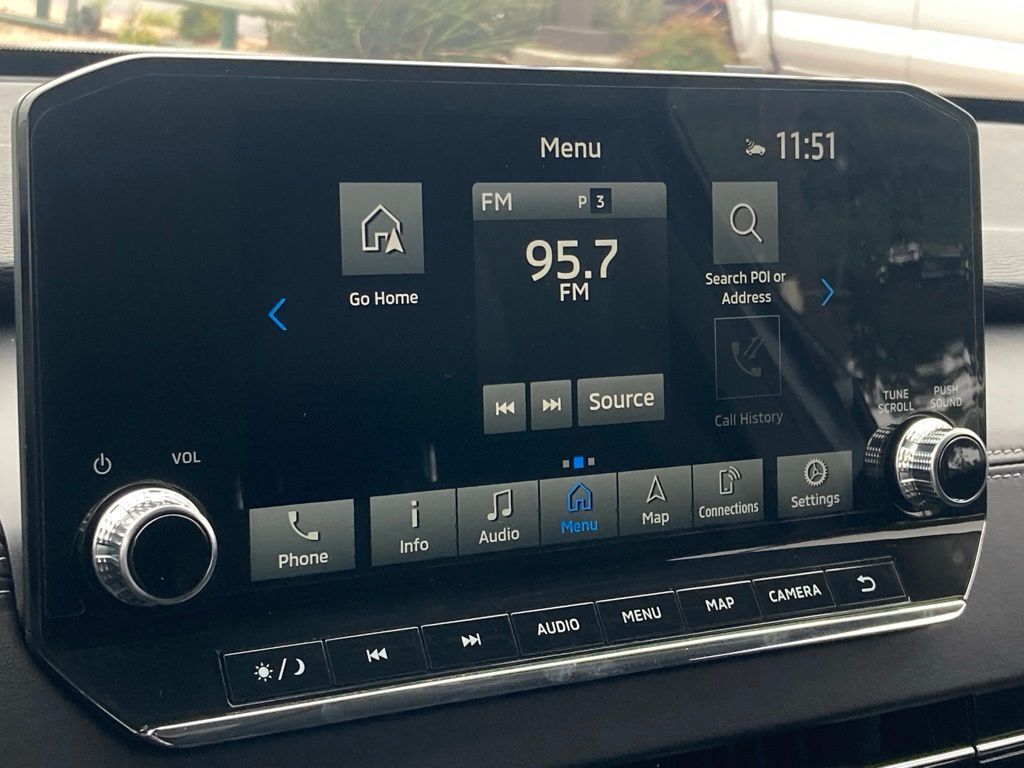 Menu
11:51
FM
P 3
95.7
FM
Go Home
Search POI or
Address
Source
Call History
TUNE
SCROLL
PUSH
SOUND
VOL
Phone
Info
Audio
Menu
Map
Connections
Settings
AUDIO
MENU
MAP
CAMERA